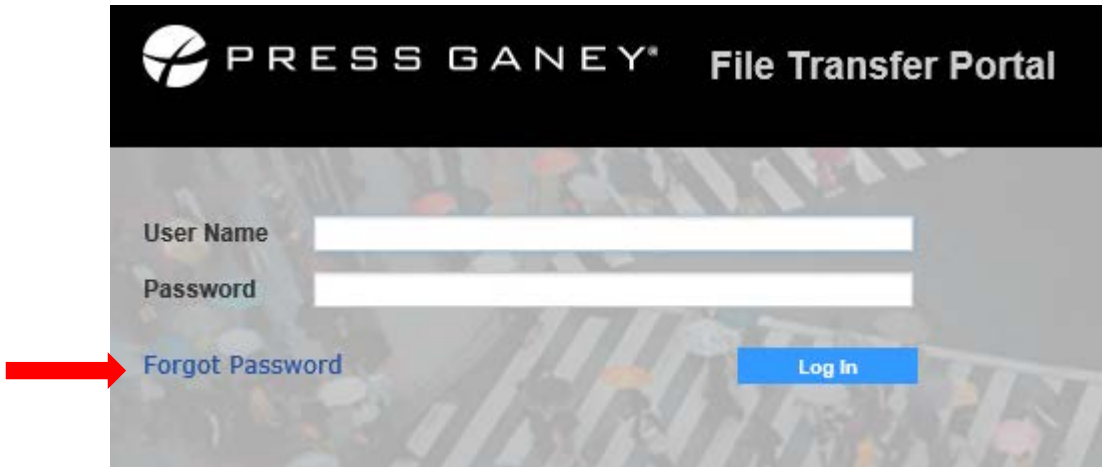 PRESS GANEY® File Transfer Portal
User Name
Password
Forgot Password
Log In